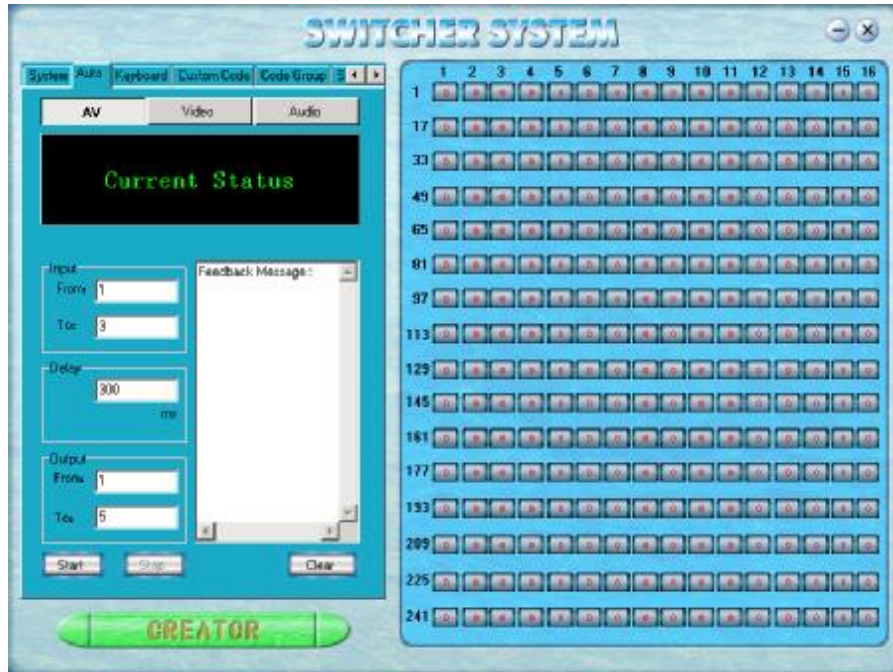 SWITCHER SYSTEM
System Auto Keyboard Custom Code Code Group S
AV Video Audio
Current Status
Input
From: 1
To: 3
Delay
300
ms
Output
From: 1
To: 5
Feedback Message :
Start Stop Clear
CREATOR
1 2 3 4 5 6 7 8 9 10 11 12 13 14 15 16
1
17
33
49
65
81
97
113
129
145
161
177
193
209
225
241